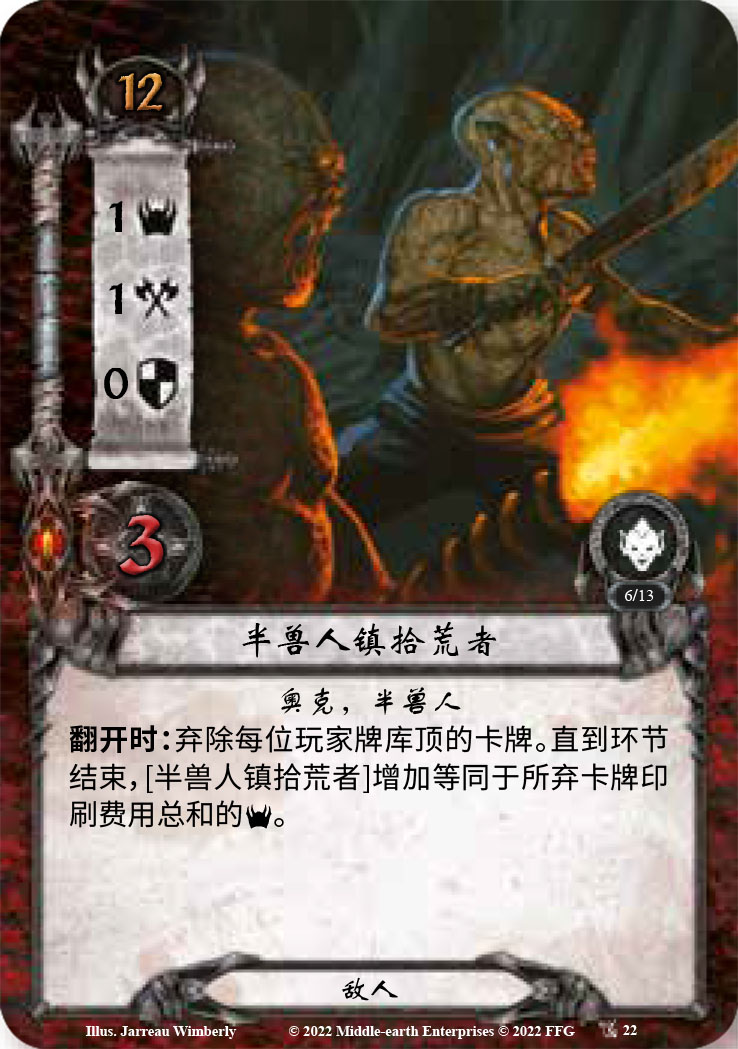 12
1
1
0
3
6/13
半兽人镇拾荒者
奥克，半兽人
翻开时：弃除每位玩家牌库顶的卡牌。直到环节
结束，[半兽人镇拾荒者]增加等同于所弃卡牌印
刷费用总和的。
敌人
Illus. Jarreau Wimberly © 2022 Middle-earth Enterprises © 2022 FFG 22